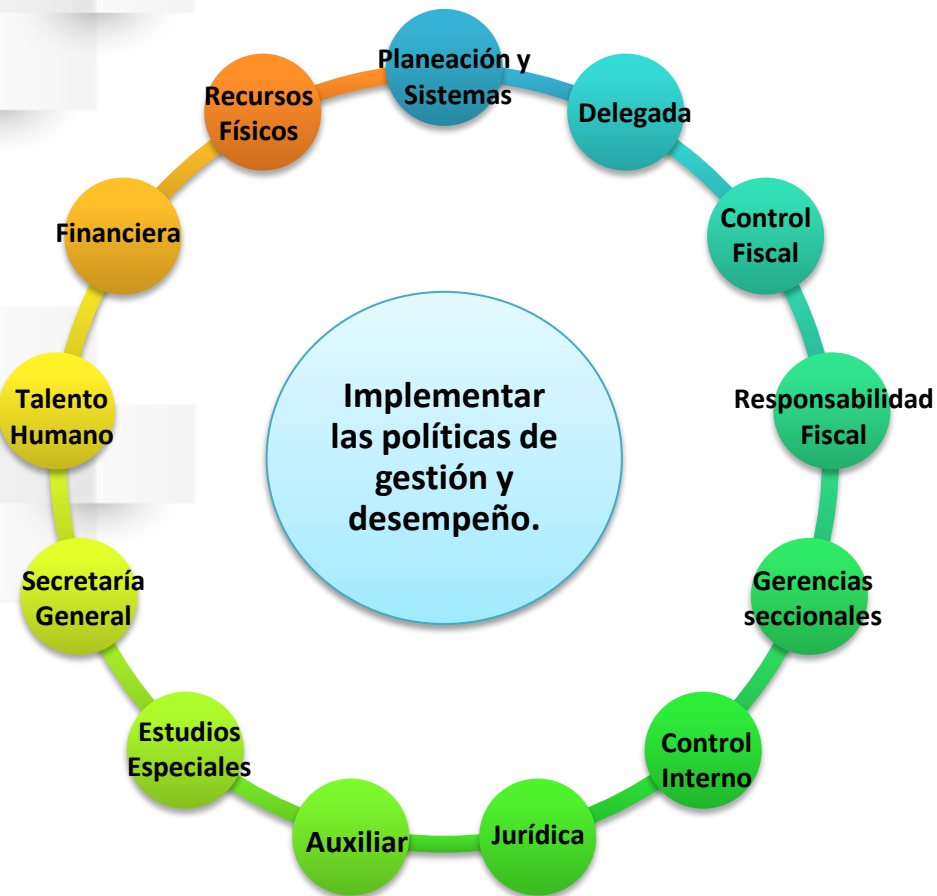 Planeación y
Sistemas
Delegada
Control
Fiscal
Responsabilidad
Fiscal
Gerencias
seccionales
Control
Interno
Jurídica
Auxiliar
Estudios
Especiales
Secretaría
General
Talento
Humano
Financiera
Recursos
Físicos
Implementar
las políticas de
gestión y
desempeño.